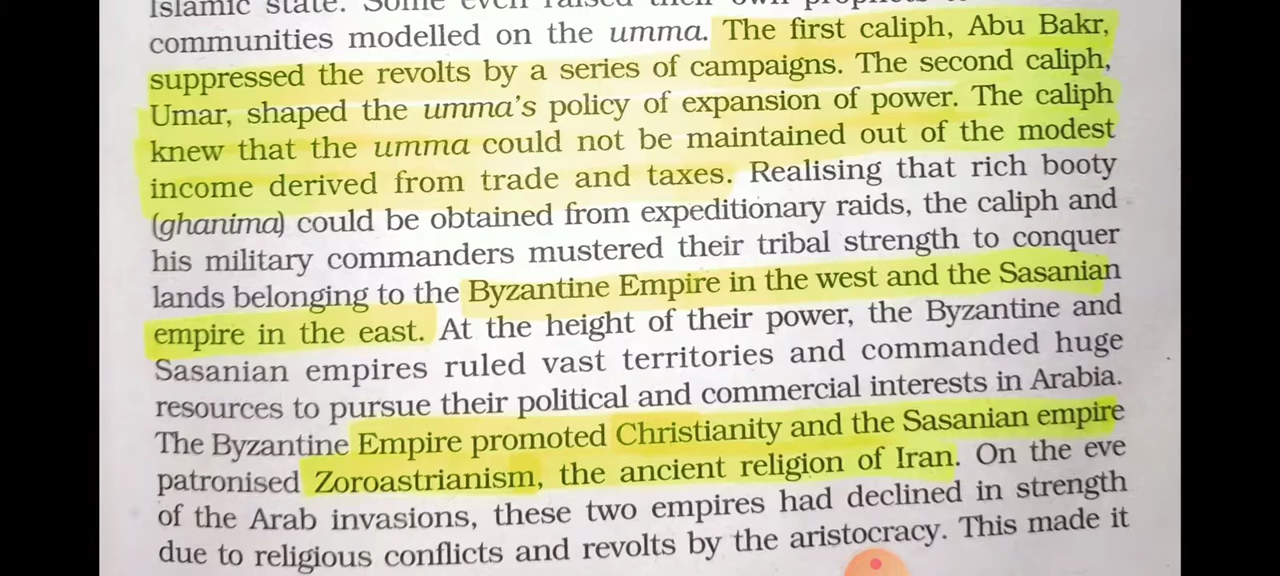 Islamic state. Some even raised their own prophets
communities modelled on the umma. The first caliph, Abu Bakr,
suppressed the revolts by a series of campaigns. The second caliph,
Umar, shaped the umma's policy of expansion of power. The caliph
knew that the umma could not be maintained out of the modest
income derived from trade and taxes. Realising that rich booty
(ghanima) could be obtained from expeditionary raids, the caliph and
his military commanders mustered their tribal strength to conquer
lands belonging to the Byzantine Empire in the west and the Sasanian
empire in the east. At the height of their power, the Byzantine and
Sasanian empires ruled vast territories and commanded huge
resources to pursue their political and commercial interests in Arabia.
The Byzantine Empire promoted Christianity and the Sasanian empire
patronised Zoroastrianism, the ancient religion of Iran. On the eve
of the Arab invasions, these two empires had declined in strength
due to religious conflicts and revolts by the aristocracy. This made it